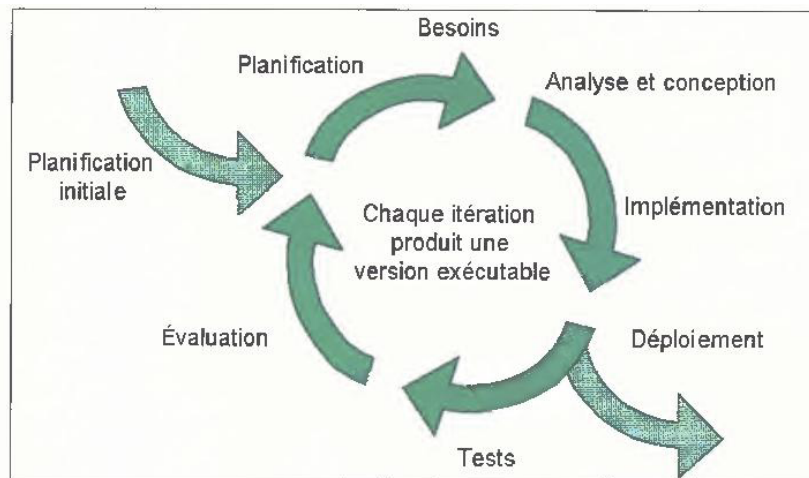 Besoins
Planification
Analyse et conception
Planification
initiale
Implémentation
Chaque itération
produit une
version exécutable
Évaluation
Déploiement
Tests